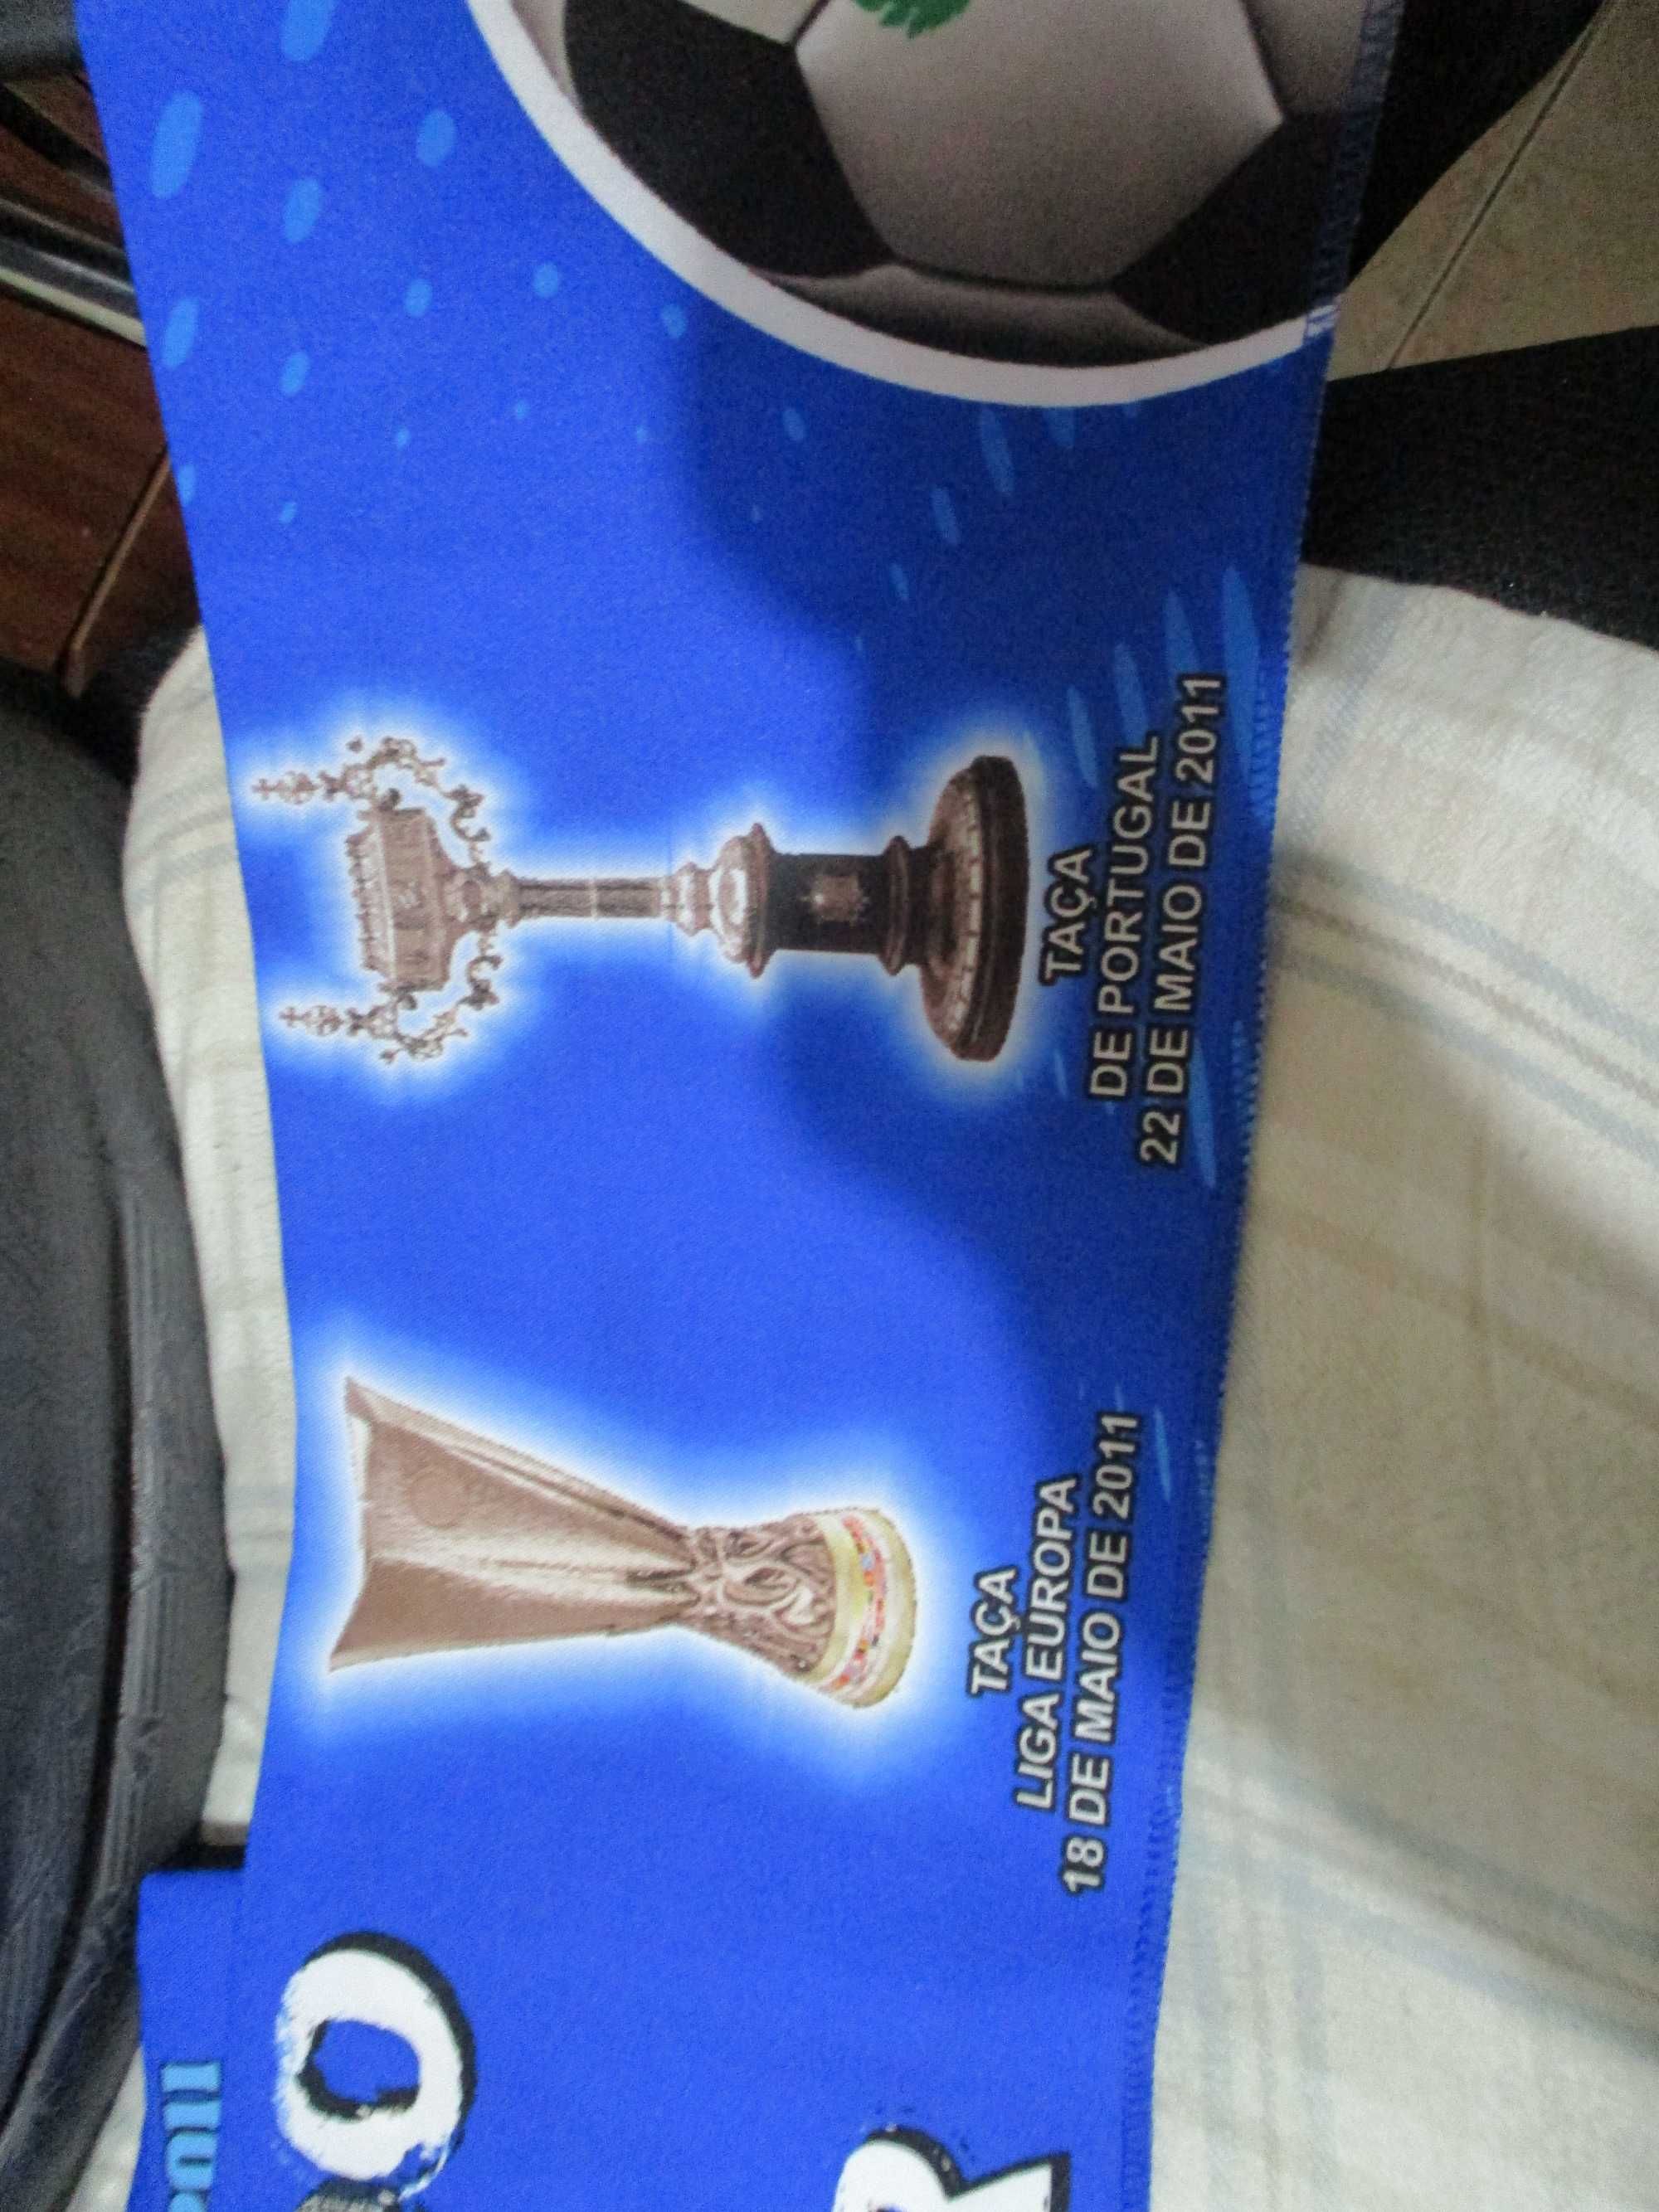 TAÇA
LIGA EUROPA
18 DE MAIO DE 2011
TAÇA
DE PORTUGAL
22 DE MAIO DE 2011
O
R